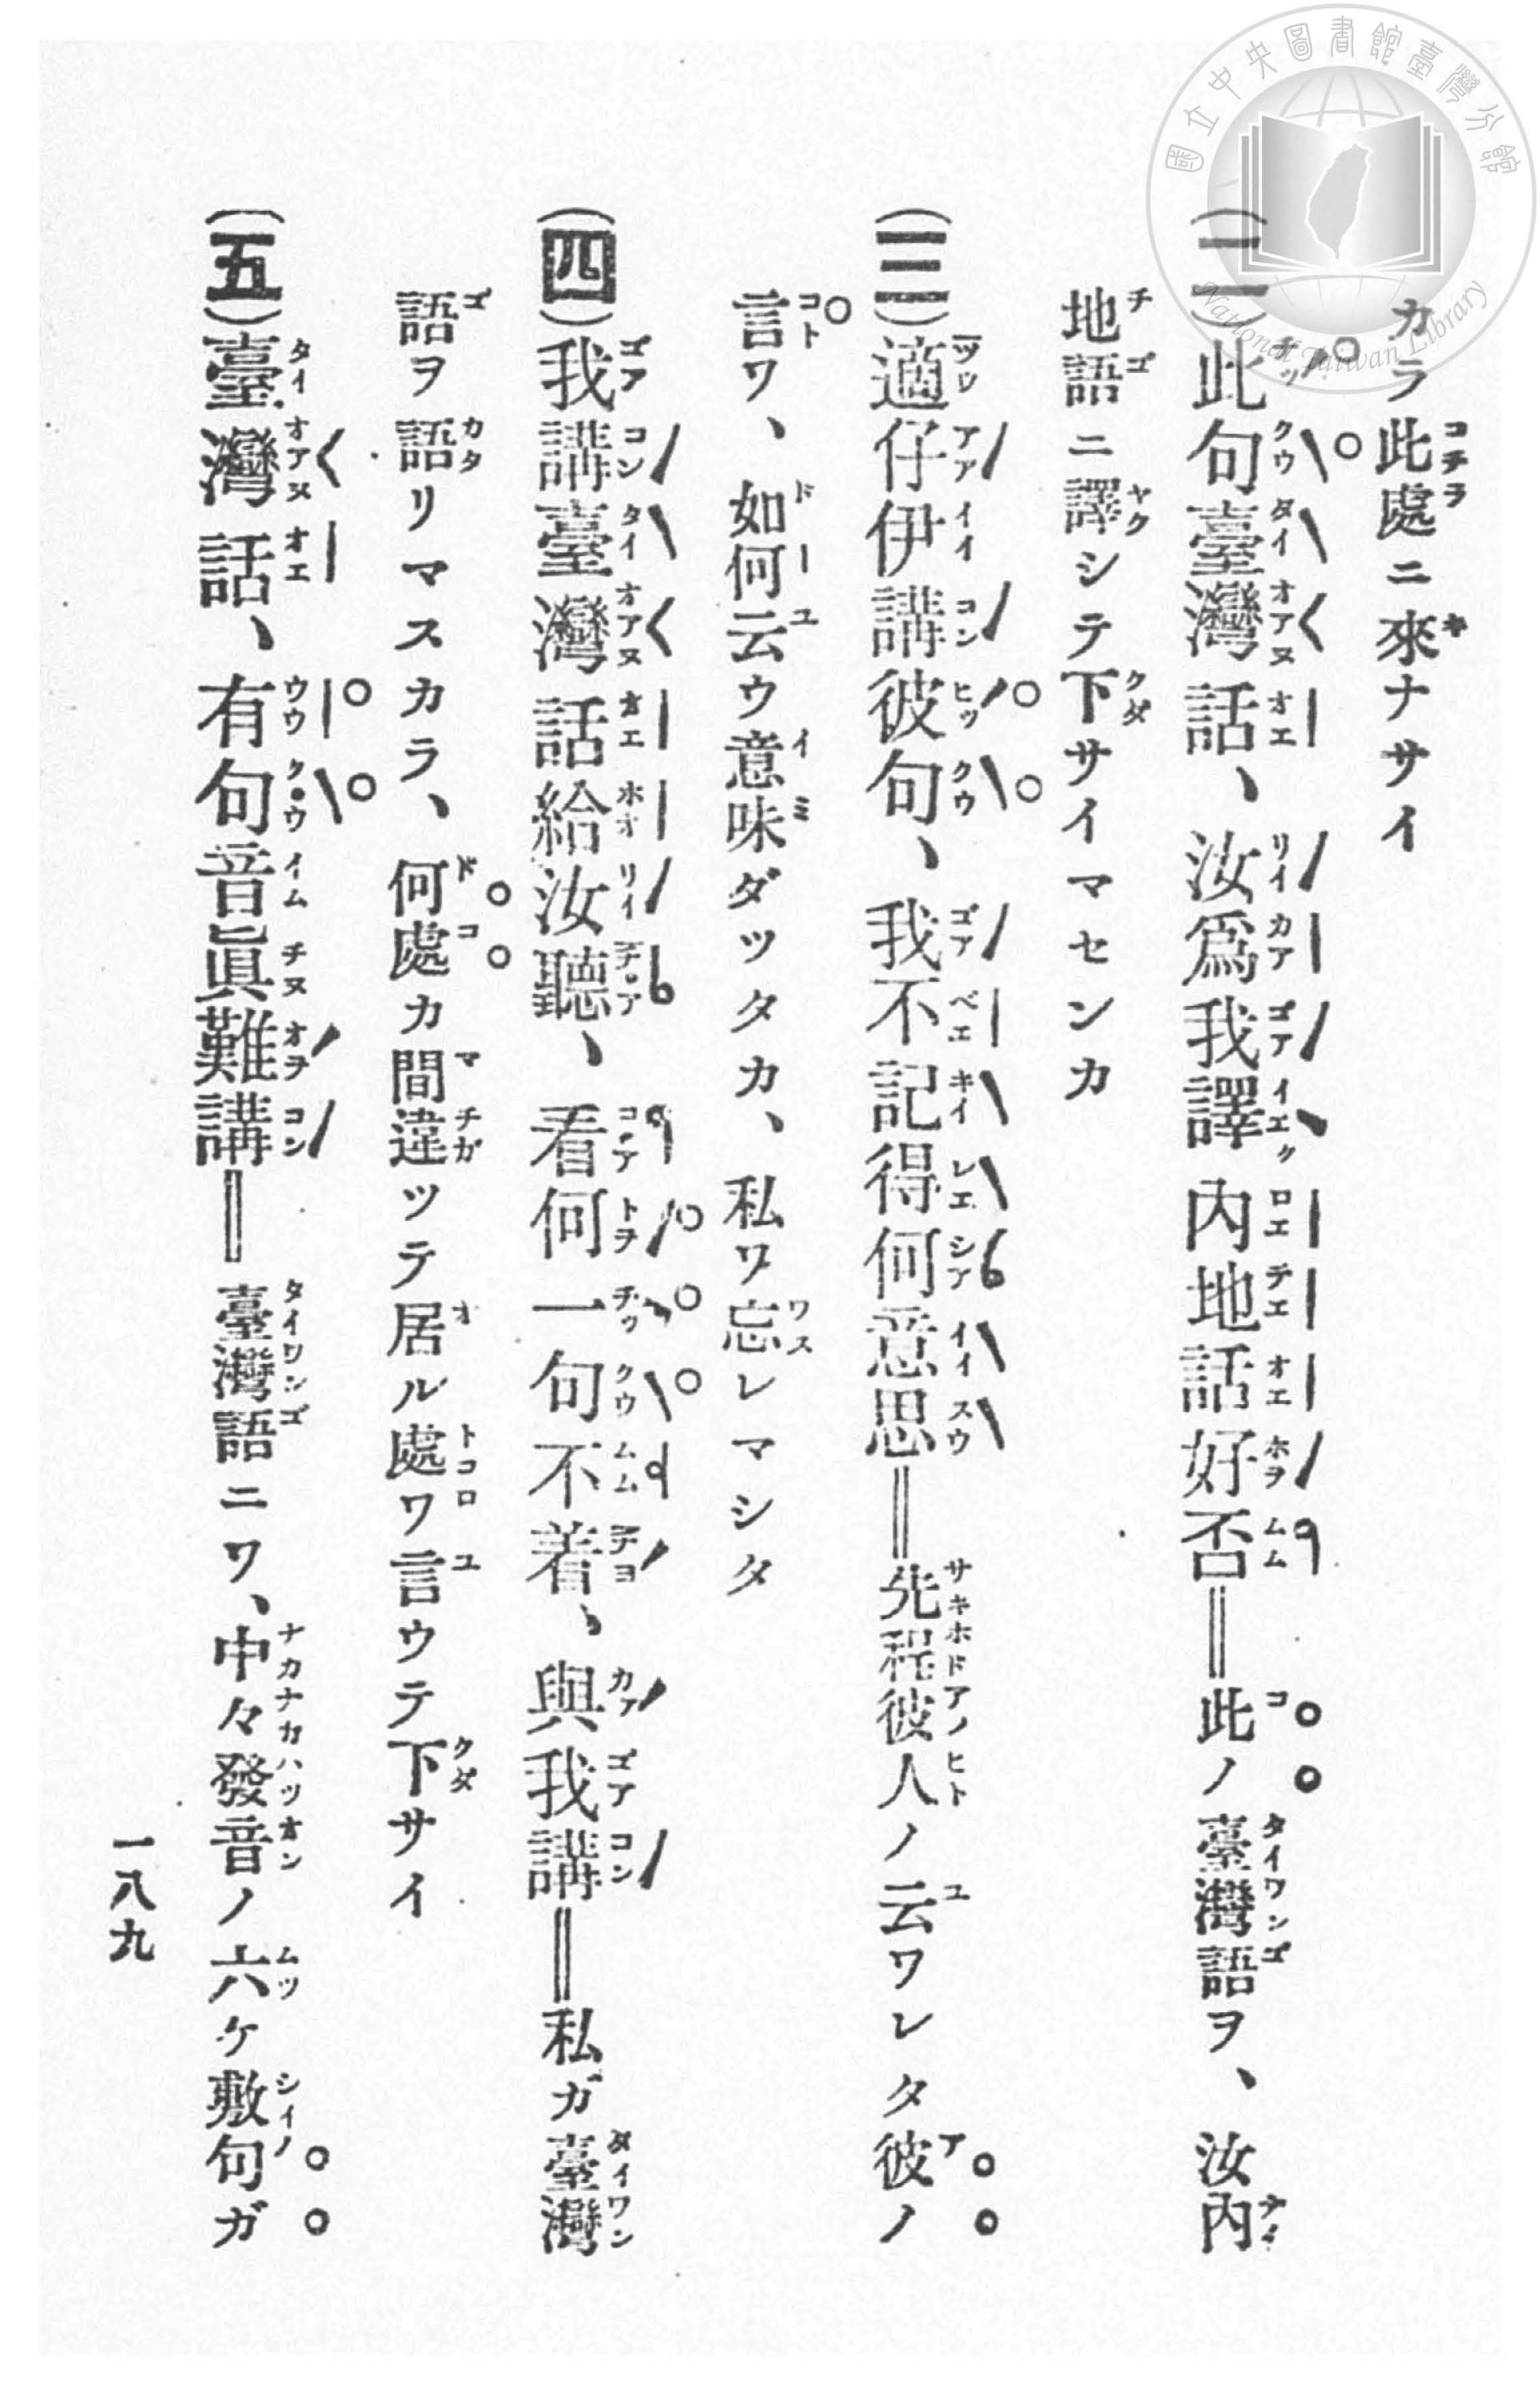 國立中央圖書館臺灣分館
National Taiwan Library
カラ此處ニ來ナサイ
(二)此句臺灣話、汝爲我譯內地話好否‖此ノ臺灣語ヲ、汝內
地語ニ譯シテ下サイマセンカ
(三)適仔伊講彼句、我不記得何意思‖先程彼人ノ云ワレタ彼ノ
言ワ、如何云ウ意味ダッタカ、私ワ忘レマシタ
(四)我講臺灣話給汝聽、看何一句不着、與我講‖私ガ臺灣
語ヲ語リマスカラ、何處カ間違ッテ居ル處ワ言ウテ下サイ
(五)臺灣話、有句音眞難講‖臺灣語ニワ、中々發音ノ六ケ敷句ガ
一八九